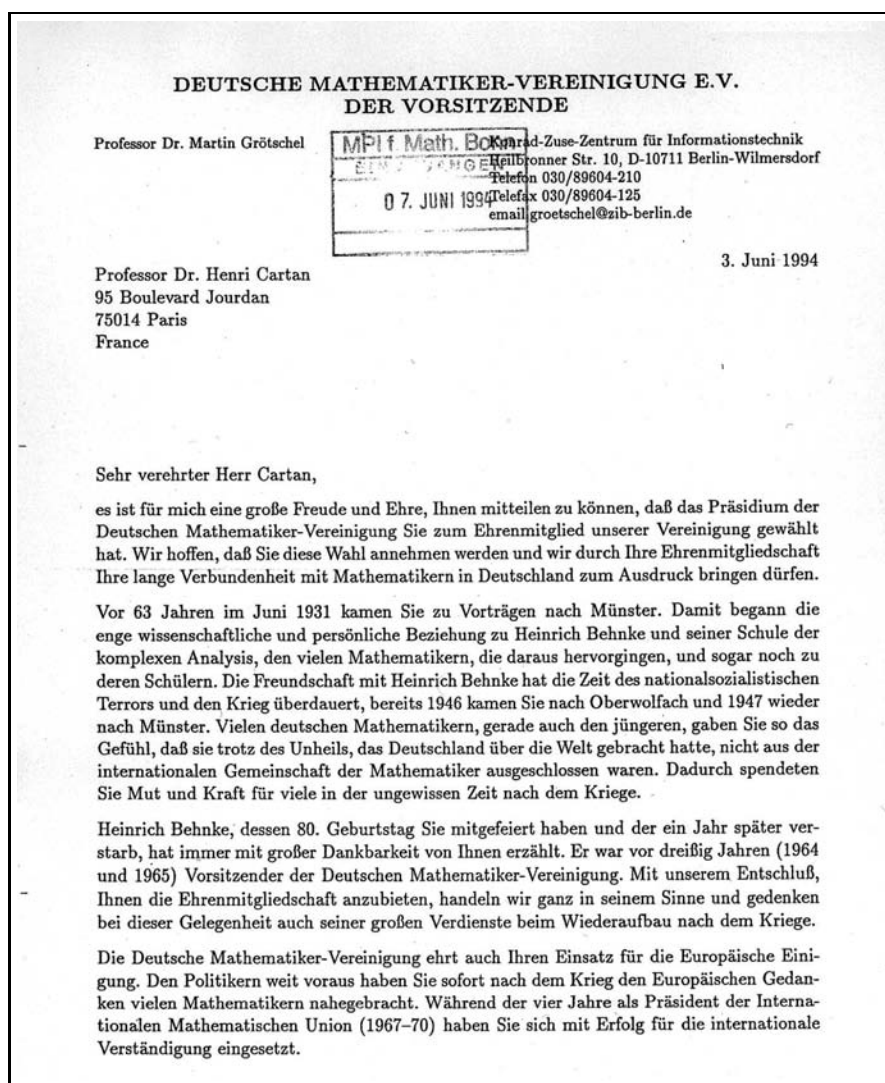 DEUTSCHE MATHEMATIKER-VEREINIGUNG E.V.
DER VORSITZENDE
Professor Dr. Martin Grötschel
MPI f. Math. Bonn
EINGEGANGEN
07. JUNI 1994
Konrad-Zuse-Zentrum für Informationstechnik
Heilbronner Str. 10, D-10711 Berlin-Wilmersdorf
Telefon 030/89604-210
Telefax 030/89604-125
email groetschel@zib-berlin.de
3. Juni 1994
Professor Dr. Henri Cartan
95 Boulevard Jourdan
75014 Paris
France
Sehr verehrter Herr Cartan,
es ist für mich eine große Freude und Ehre, Ihnen mitteilen zu können, daß das Präsidium der
Deutschen Mathematiker-Vereinigung Sie zum Ehrenmitglied unserer Vereinigung gewählt
hat. Wir hoffen, daß Sie diese Wahl annehmen werden und wir durch Ihre Ehrenmitgliedschaft
Ihre lange Verbundenheit mit Mathematikern in Deutschland zum Ausdruck bringen dürfen.
Vor 63 Jahren im Juni 1931 kamen Sie zu Vorträgen nach Münster. Damit begann die
enge wissenschaftliche und persönliche Beziehung zu Heinrich Behnke und seiner Schule der
komplexen Analysis, den vielen Mathematikern, die daraus hervorgingen, und sogar noch zu
deren Schülern. Die Freundschaft mit Heinrich Behnke hat die Zeit des nationalsozialistischen
Terrors und den Krieg überdauert, bereits 1946 kamen Sie nach Oberwolfach und 1947 wieder
nach Münster. Vielen deutschen Mathematikern, gerade auch den jüngeren, gaben Sie so das
Gefühl, daß sie trotz des Unheils, das Deutschland über die Welt gebracht hatte, nicht aus der
internationalen Gemeinschaft der Mathematiker ausgeschlossen waren. Dadurch spendeten
Sie Mut und Kraft für viele in der ungewissen Zeit nach dem Kriege.
Heinrich Behnke, dessen 80. Geburtstag Sie mitgefeiert haben und der ein Jahr später ver-
starb, hat immer mit großer Dankbarkeit von Ihnen erzählt. Er war vor dreißig Jahren (1964
und 1965) Vorsitzender der Deutschen Mathematiker-Vereinigung. Mit unserem Entschluß,
Ihnen die Ehrenmitgliedschaft anzubieten, handeln wir ganz in seinem Sinne und gedenken
bei dieser Gelegenheit auch seiner großen Verdienste beim Wiederaufbau nach dem Kriege.
Die Deutsche Mathematiker-Vereinigung ehrt auch Ihren Einsatz für die Europäische Eini-
gung. Den Politikern weit voraus haben Sie sofort nach dem Krieg den Europäischen Gedan-
ken vielen Mathematikern nahegebracht. Während der vier Jahre als Präsident der Interna-
tionalen Mathematischen Union (1967–70) haben Sie sich mit Erfolg für die internationale
Verständigung eingesetzt.